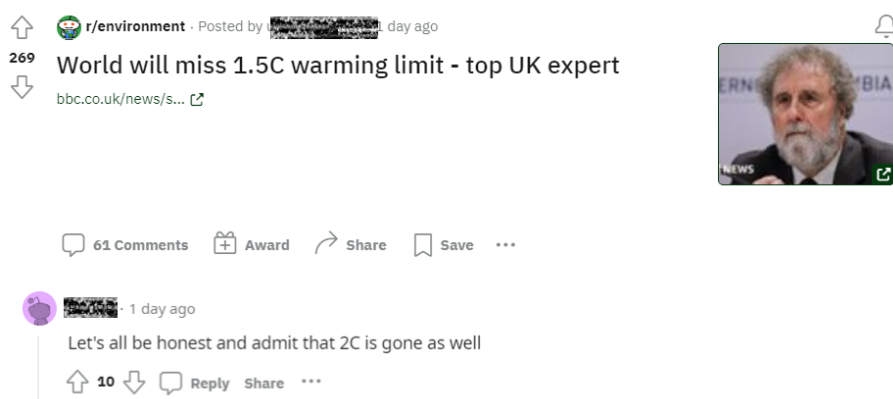 r/environment · Posted by 1 day ago
269
World will miss 1.5C warming limit - top UK expert
bbc.co.uk/news/s...
ERN BIA
NEWS
61 Comments Award Share Save ...
· 1 day ago
Let's all be honest and admit that 2C is gone as well
10 Reply Share ...